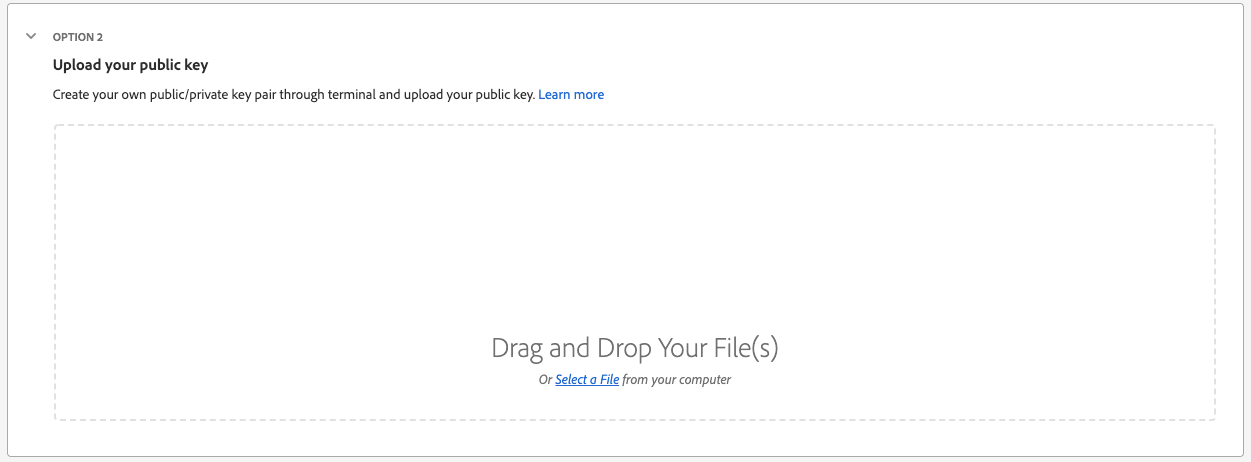 OPTION 2
Upload your public key
Create your own public/private key pair through terminal and upload your public key. Learn more
Drag and Drop Your File(s)
Or Select a File from your computer